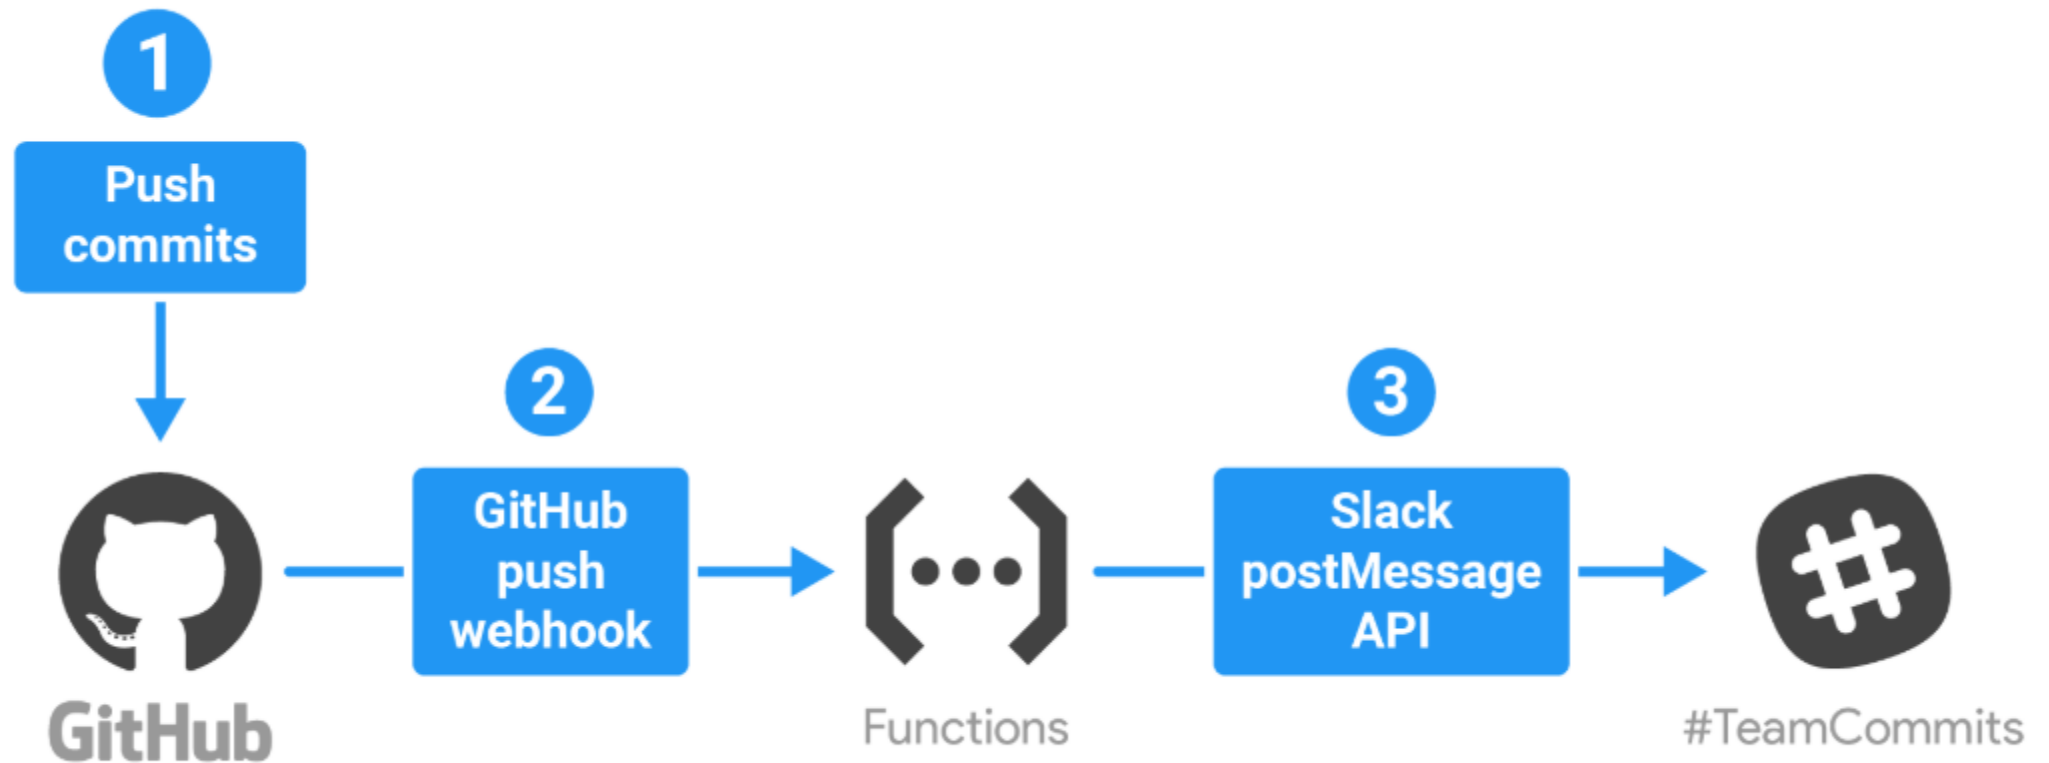 1
Push
commits
2
GitHub
push
webhook
3
Slack
postMessage
API
GitHub
Functions
#TeamCommits